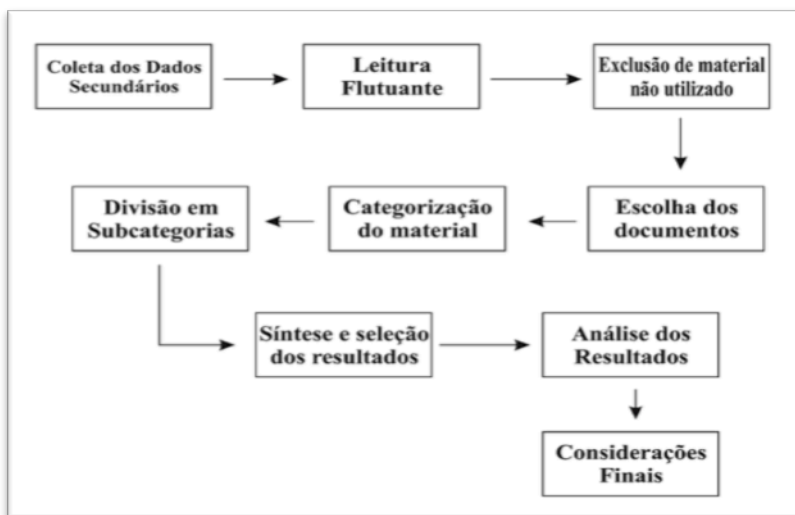 Coleta dos Dados
Secundários
Leitura
Flutuante
Exclusão de material
não utilizado
Escolha dos
documentos
Categorização
do material
Divisão em
Subcategorias
Síntese e seleção
dos resultados
Análise dos
Resultados
Considerações
Finais